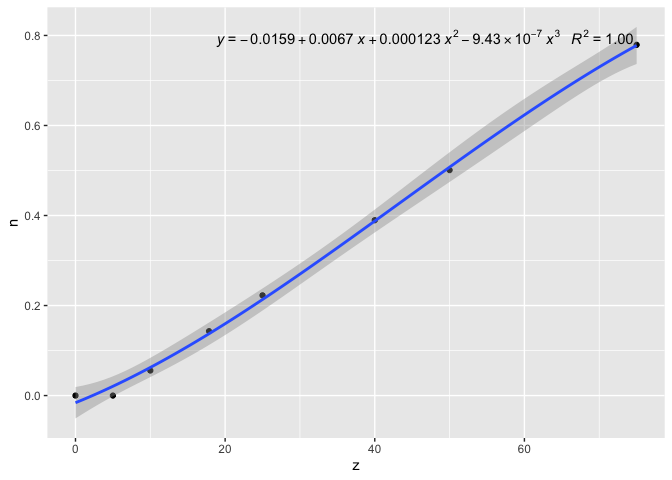 y = − 0.0159 + 0.0067 x + 0.000123 x² − 9.43 × 10⁻⁷ x³ R² = 1.00
0.8
0.6
0.4
0.2
0.0
n
0 20 40 60
z